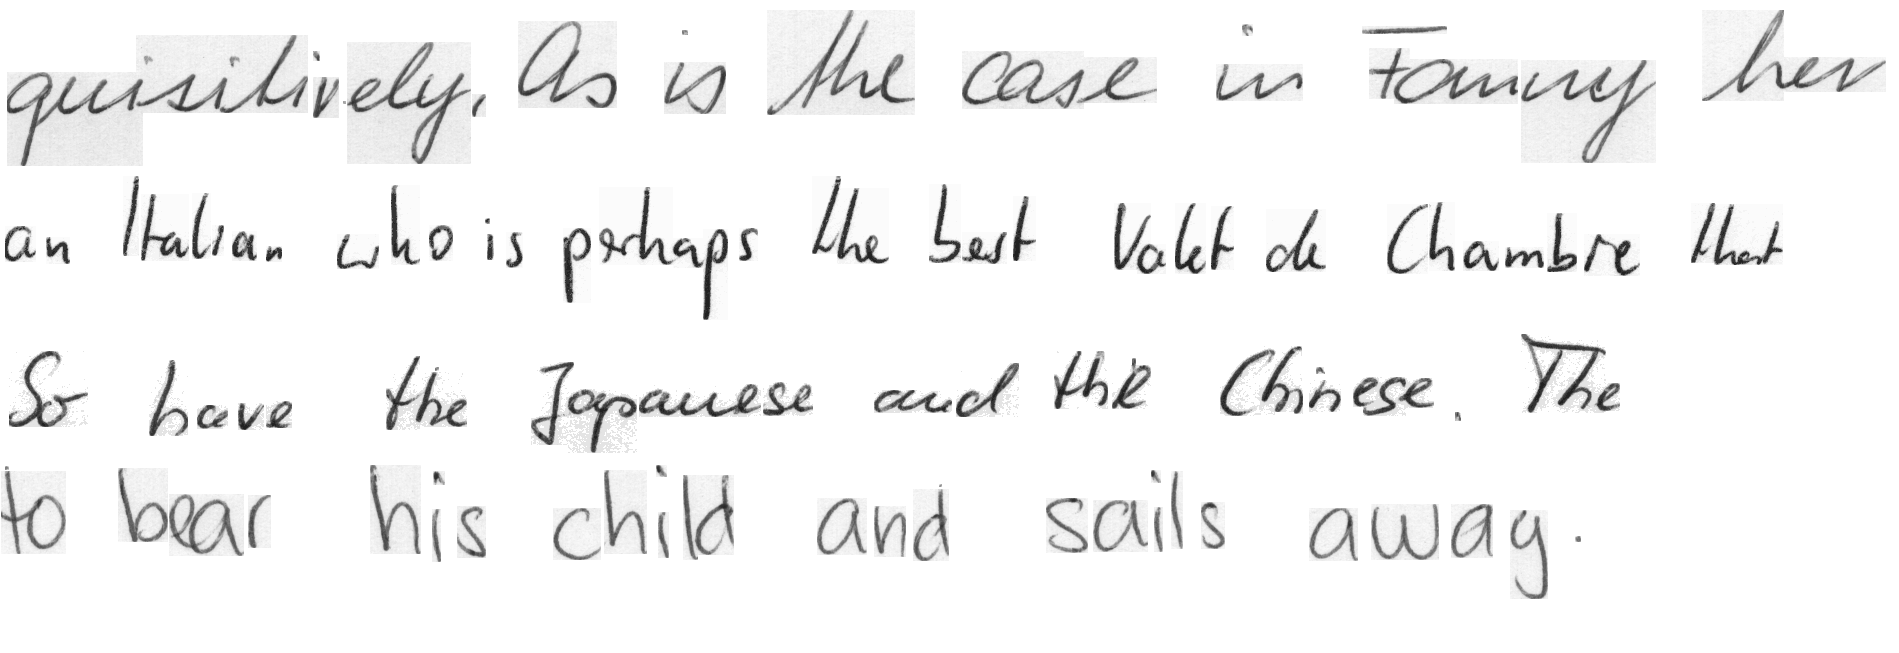 quisitively. As is the case in Fanny her
an Italian who is perhaps the best Valet de Chambre that
So have the Japanese and the Chinese. The
to bear his child and sails away.